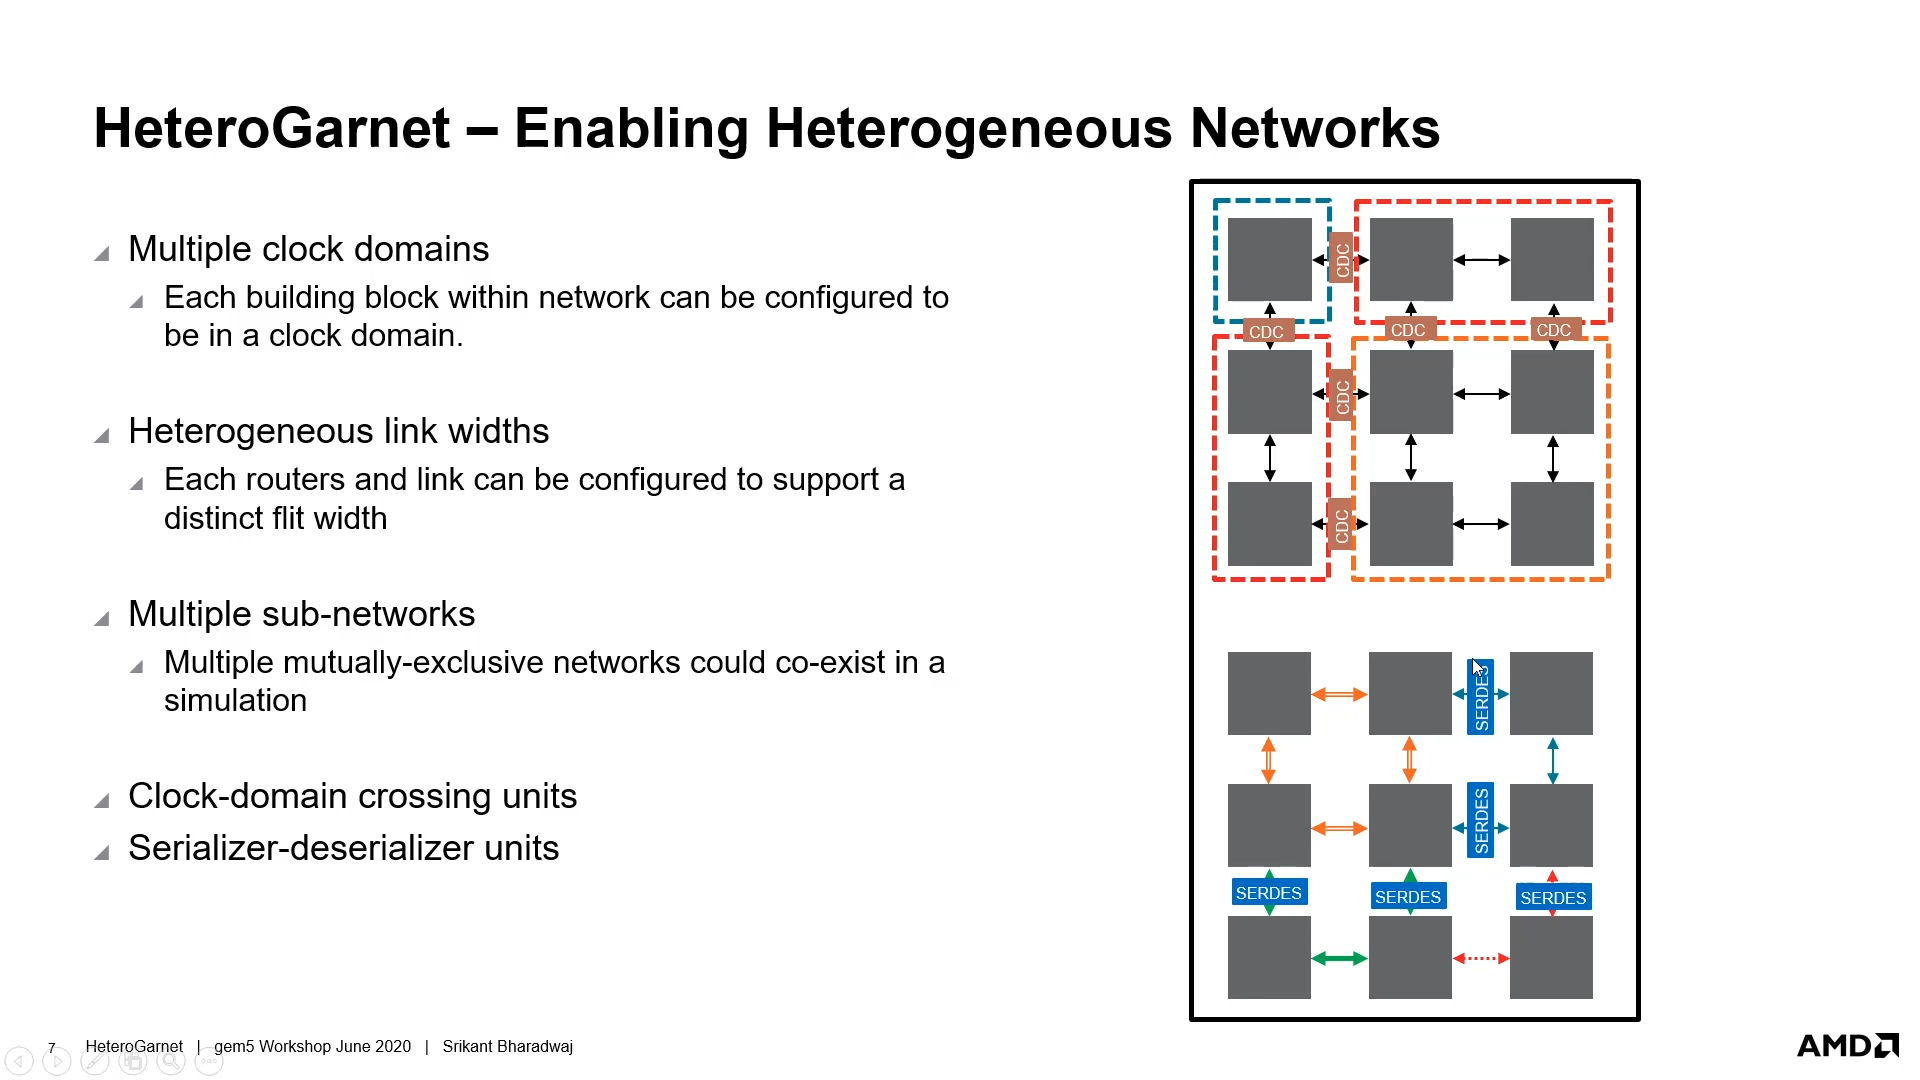 HeteroGarnet – Enabling Heterogeneous Networks
Multiple clock domains
Each building block within network can be configured to
be in a clock domain.
Heterogeneous link widths
Each routers and link can be configured to support a
distinct flit width
Multiple sub-networks
Multiple mutually-exclusive networks could co-exist in a
simulation
Clock-domain crossing units
Serializer-deserializer units
CDC
CDC
CDC
CDC
CDC
CDC
SERDES
SERDES
SERDES
SERDES
SERDES
7 HeteroGarnet | gem5 Workshop June 2020 | Srikant Bharadwaj
AMD